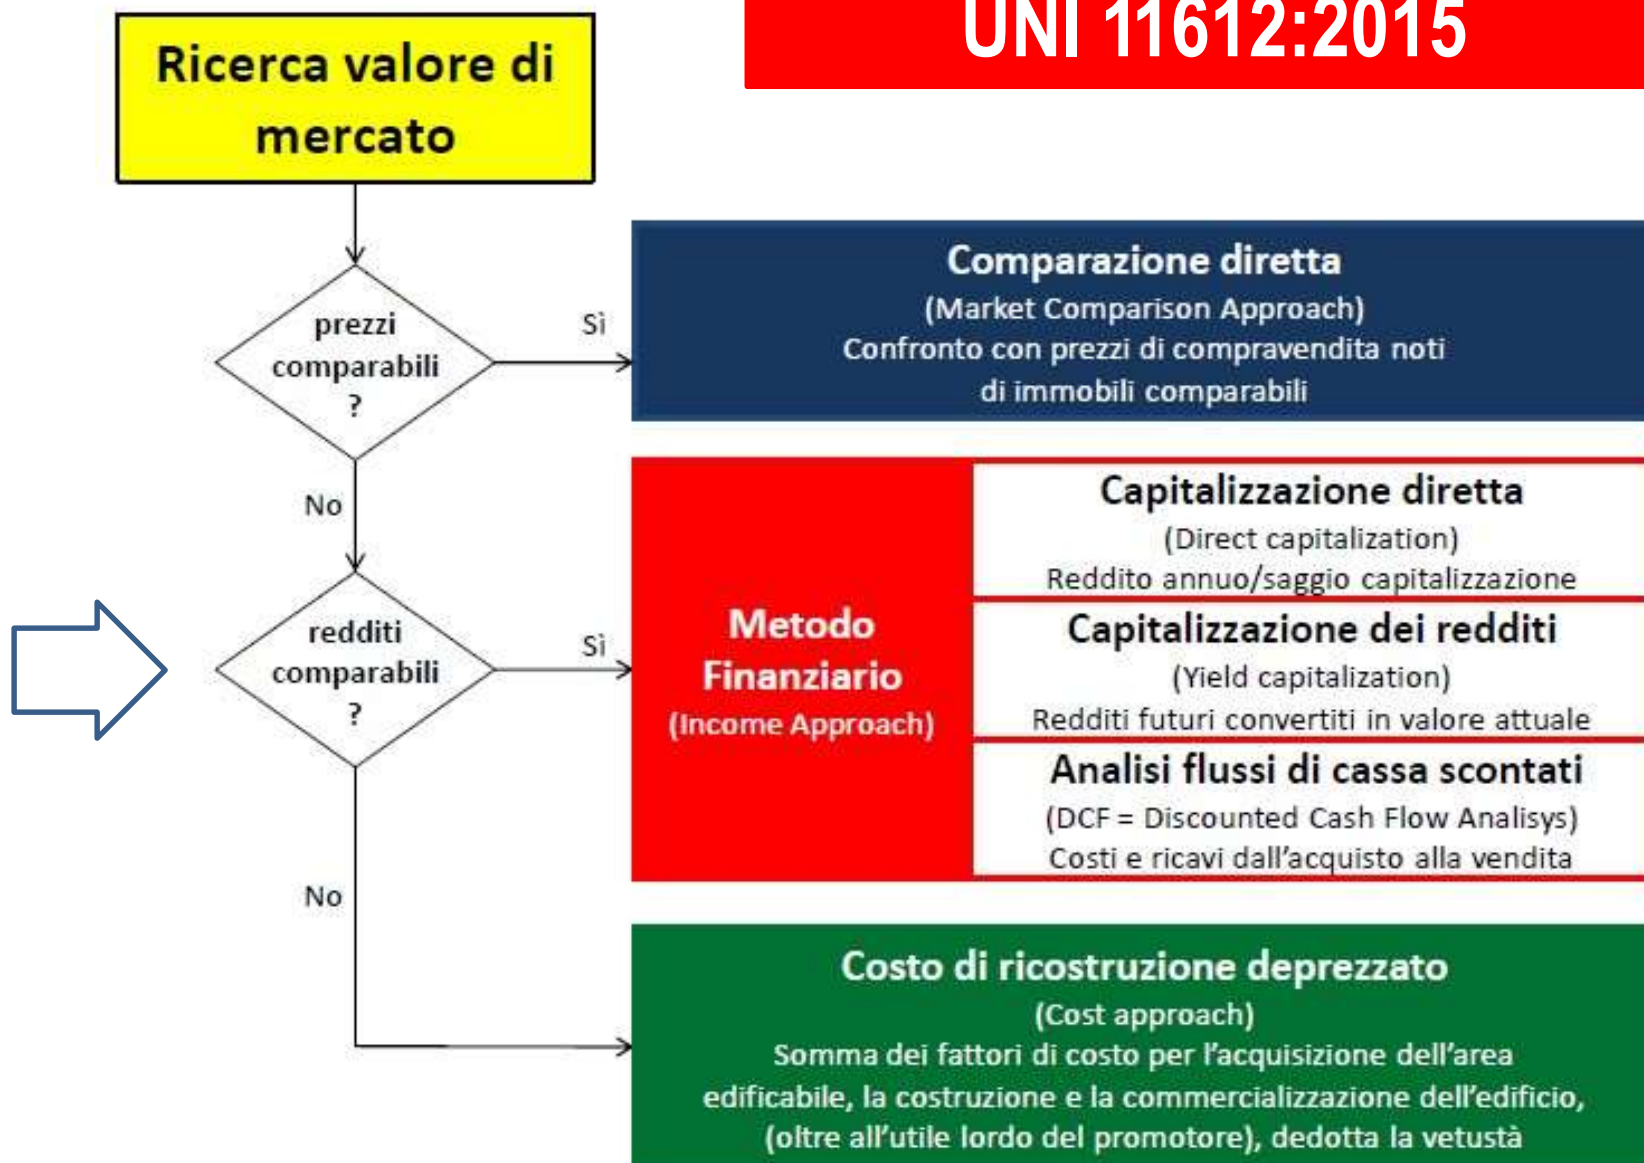 UNI 11612:2015
Ricerca valore di
mercato
prezzi
comparabili
?
Sì
Comparazione diretta
(Market Comparison Approach)
Confronto con prezzi di compravendita noti
di immobili comparabili
No
redditi
comparabili
?
Sì
Metodo
Finanziario
(Income Approach)
Capitalizzazione diretta
(Direct capitalization)
Reddito annuo/saggio capitalizzazione
Capitalizzazione dei redditi
(Yield capitalization)
Redditi futuri convertiti in valore attuale
Analisi flussi di cassa scontati
(DCF = Discounted Cash Flow Analisys)
Costi e ricavi dall'acquisto alla vendita
No
Costo di ricostruzione deprezzato
(Cost approach)
Somma dei fattori di costo per l'acquisizione dell'area
edificabile, la costruzione e la commercializzazione dell'edificio,
(oltre all'utile lordo del promotore), dedotta la vetustà